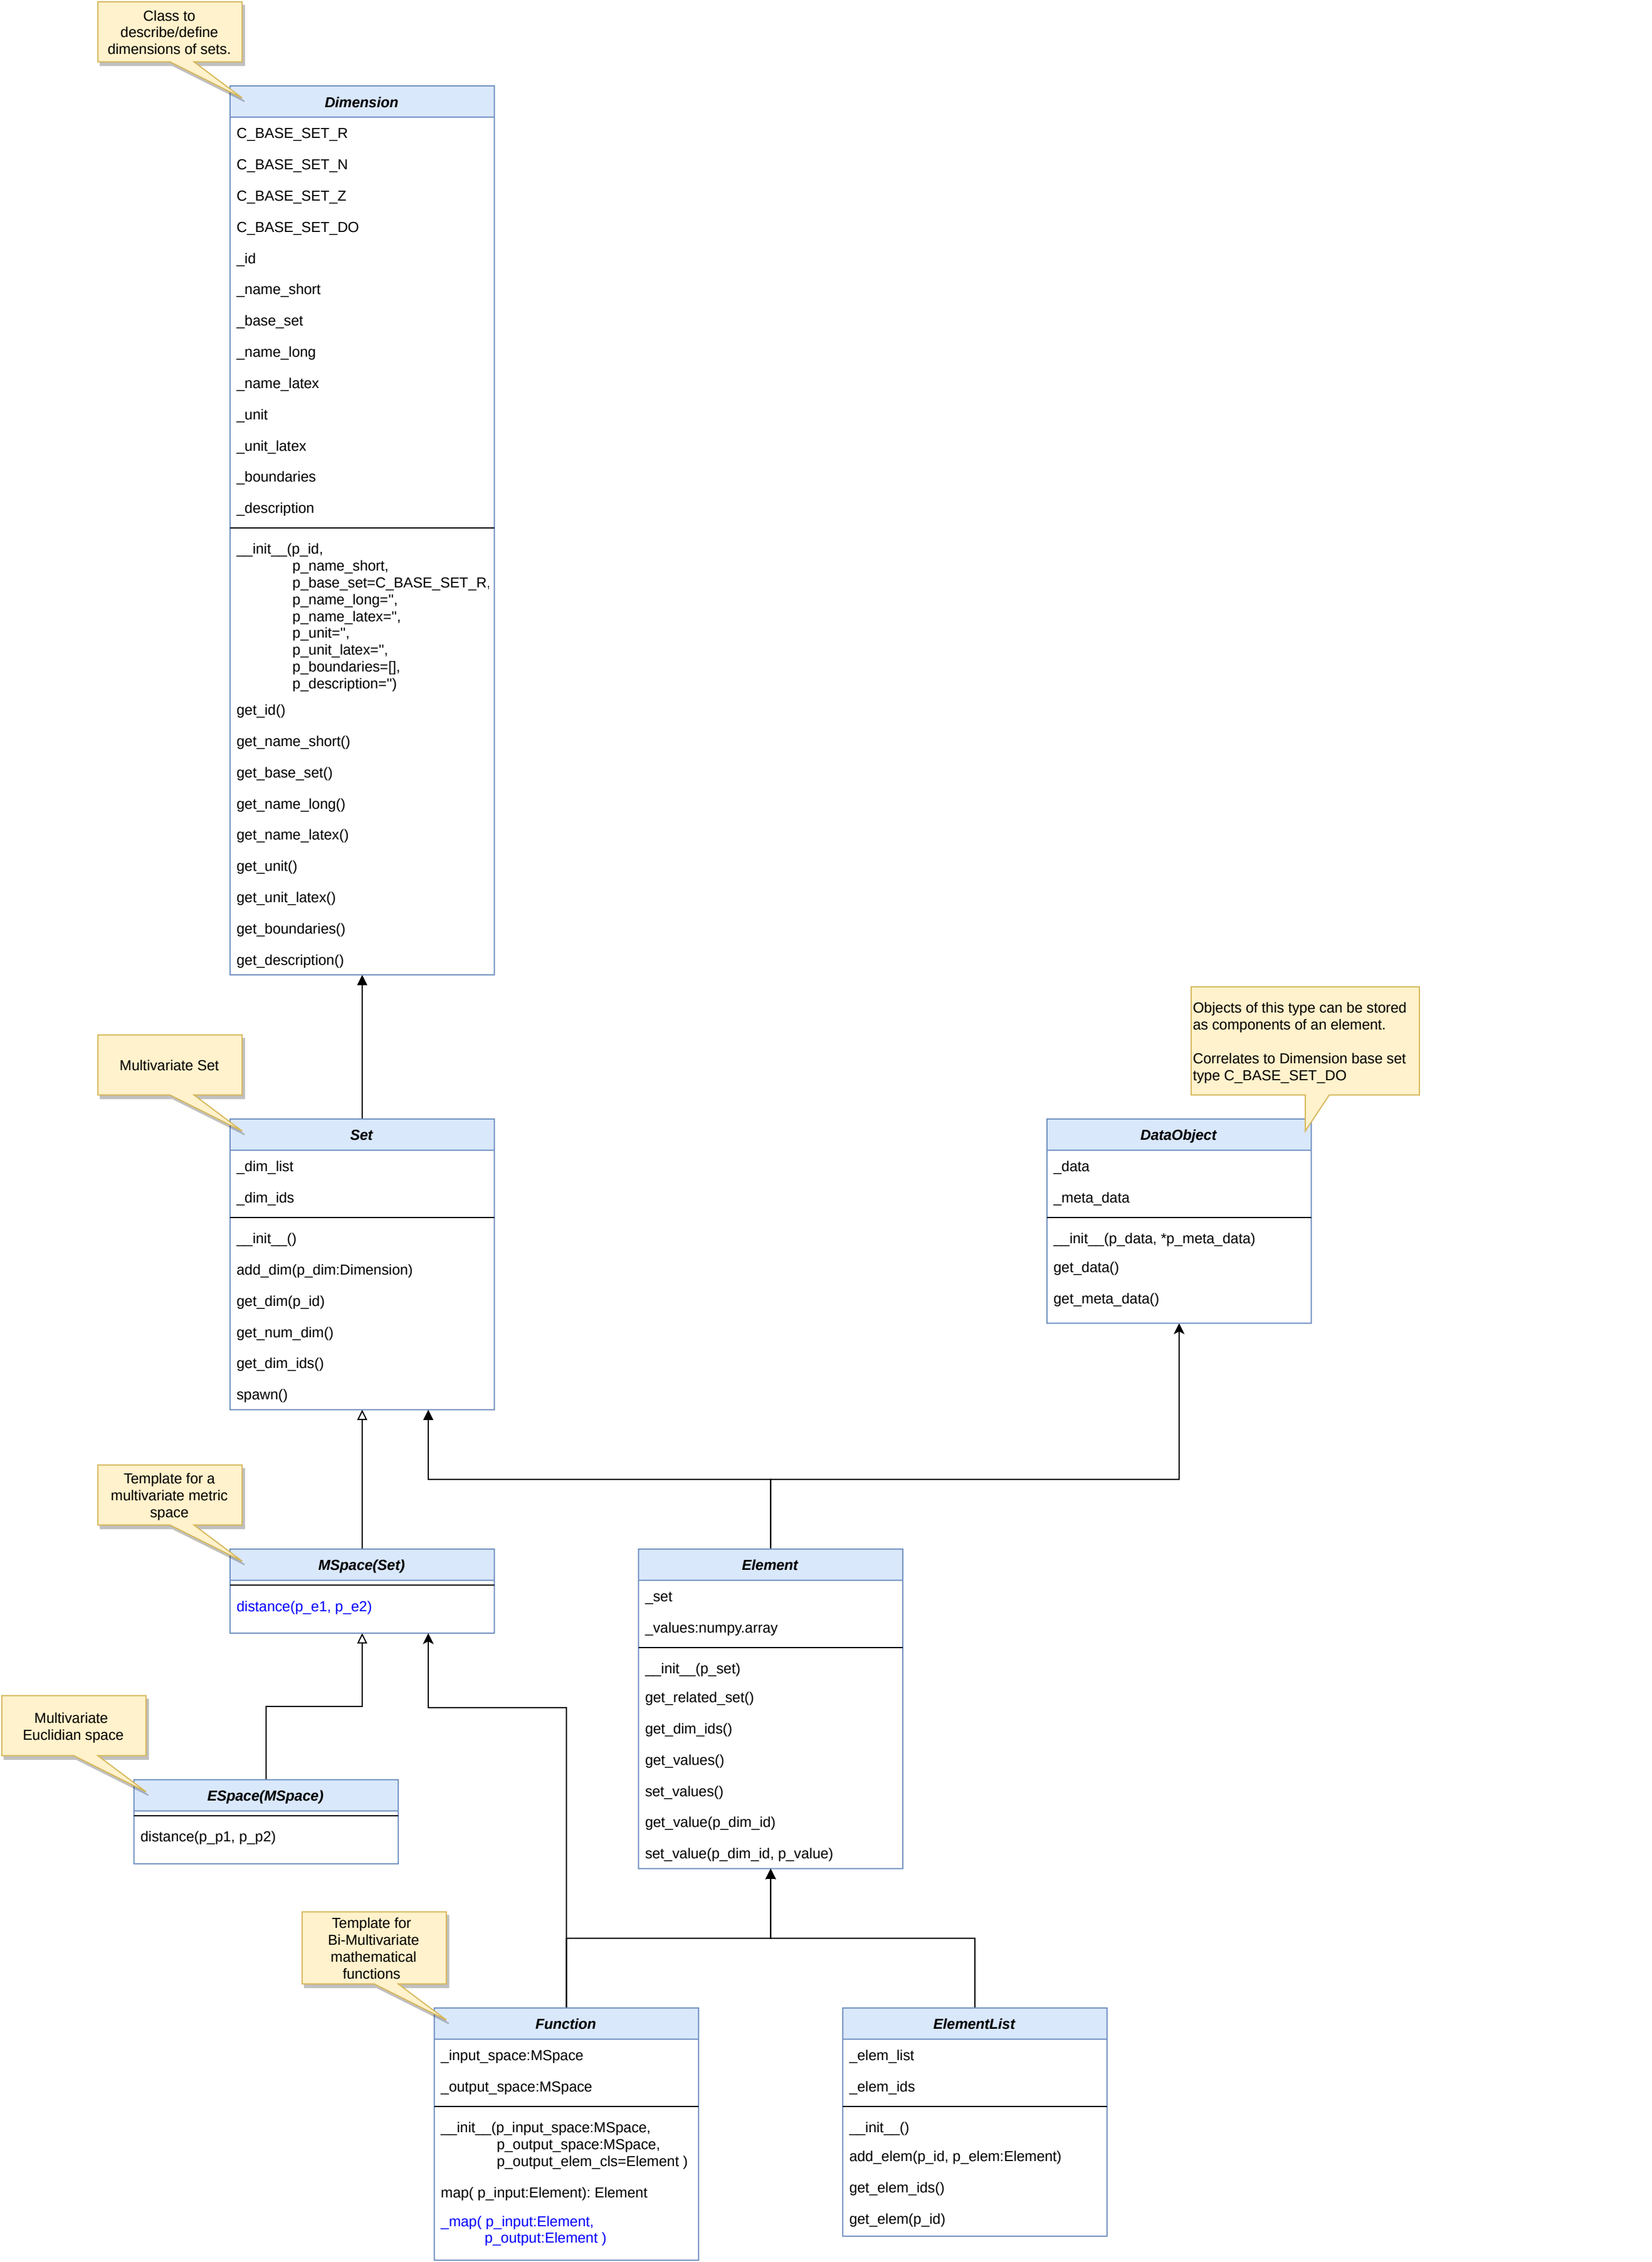 Class to
describe/define
dimensions of sets.
Dimension
C_BASE_SET_R
C_BASE_SET_N
C_BASE_SET_Z
C_BASE_SET_DO
_id
_name_short
_base_set
_name_long
_name_latex
_unit
_unit_latex
_boundaries
_description
__init__(p_id,
p_name_short,
p_base_set=C_BASE_SET_R,
p_name_long='',
p_name_latex='',
p_unit='',
p_unit_latex='',
p_boundaries=[],
p_description='')
get_id()
get_name_short()
get_base_set()
get_name_long()
get_name_latex()
get_unit()
get_unit_latex()
get_boundaries()
get_description()
Objects of this type can be stored
as components of an element.
Correlates to Dimension base set
type C_BASE_SET_DO
Multivariate Set
Set
_dim_list
_dim_ids
__init__()
add_dim(p_dim:Dimension)
get_dim(p_id)
get_num_dim()
get_dim_ids()
spawn()
DataObject
_data
_meta_data
__init__(p_data, *p_meta_data)
get_data()
get_meta_data()
Template for a
multivariate metric
space
MSpace(Set)
distance(p_e1, p_e2)
Element
_set
_values:numpy.array
__init__(p_set)
get_related_set()
get_dim_ids()
get_values()
set_values()
get_value(p_dim_id)
set_value(p_dim_id, p_value)
Multivariate
Euclidian space
ESpace(MSpace)
distance(p_p1, p_p2)
Template for
Bi-Multivariate
mathematical
functions
Function
_input_space:MSpace
_output_space:MSpace
__init__(p_input_space:MSpace,
p_output_space:MSpace,
p_output_elem_cls=Element )
map( p_input:Element): Element
_map( p_input:Element,
p_output:Element )
ElementList
_elem_list
_elem_ids
__init__()
add_elem(p_id, p_elem:Element)
get_elem_ids()
get_elem(p_id)